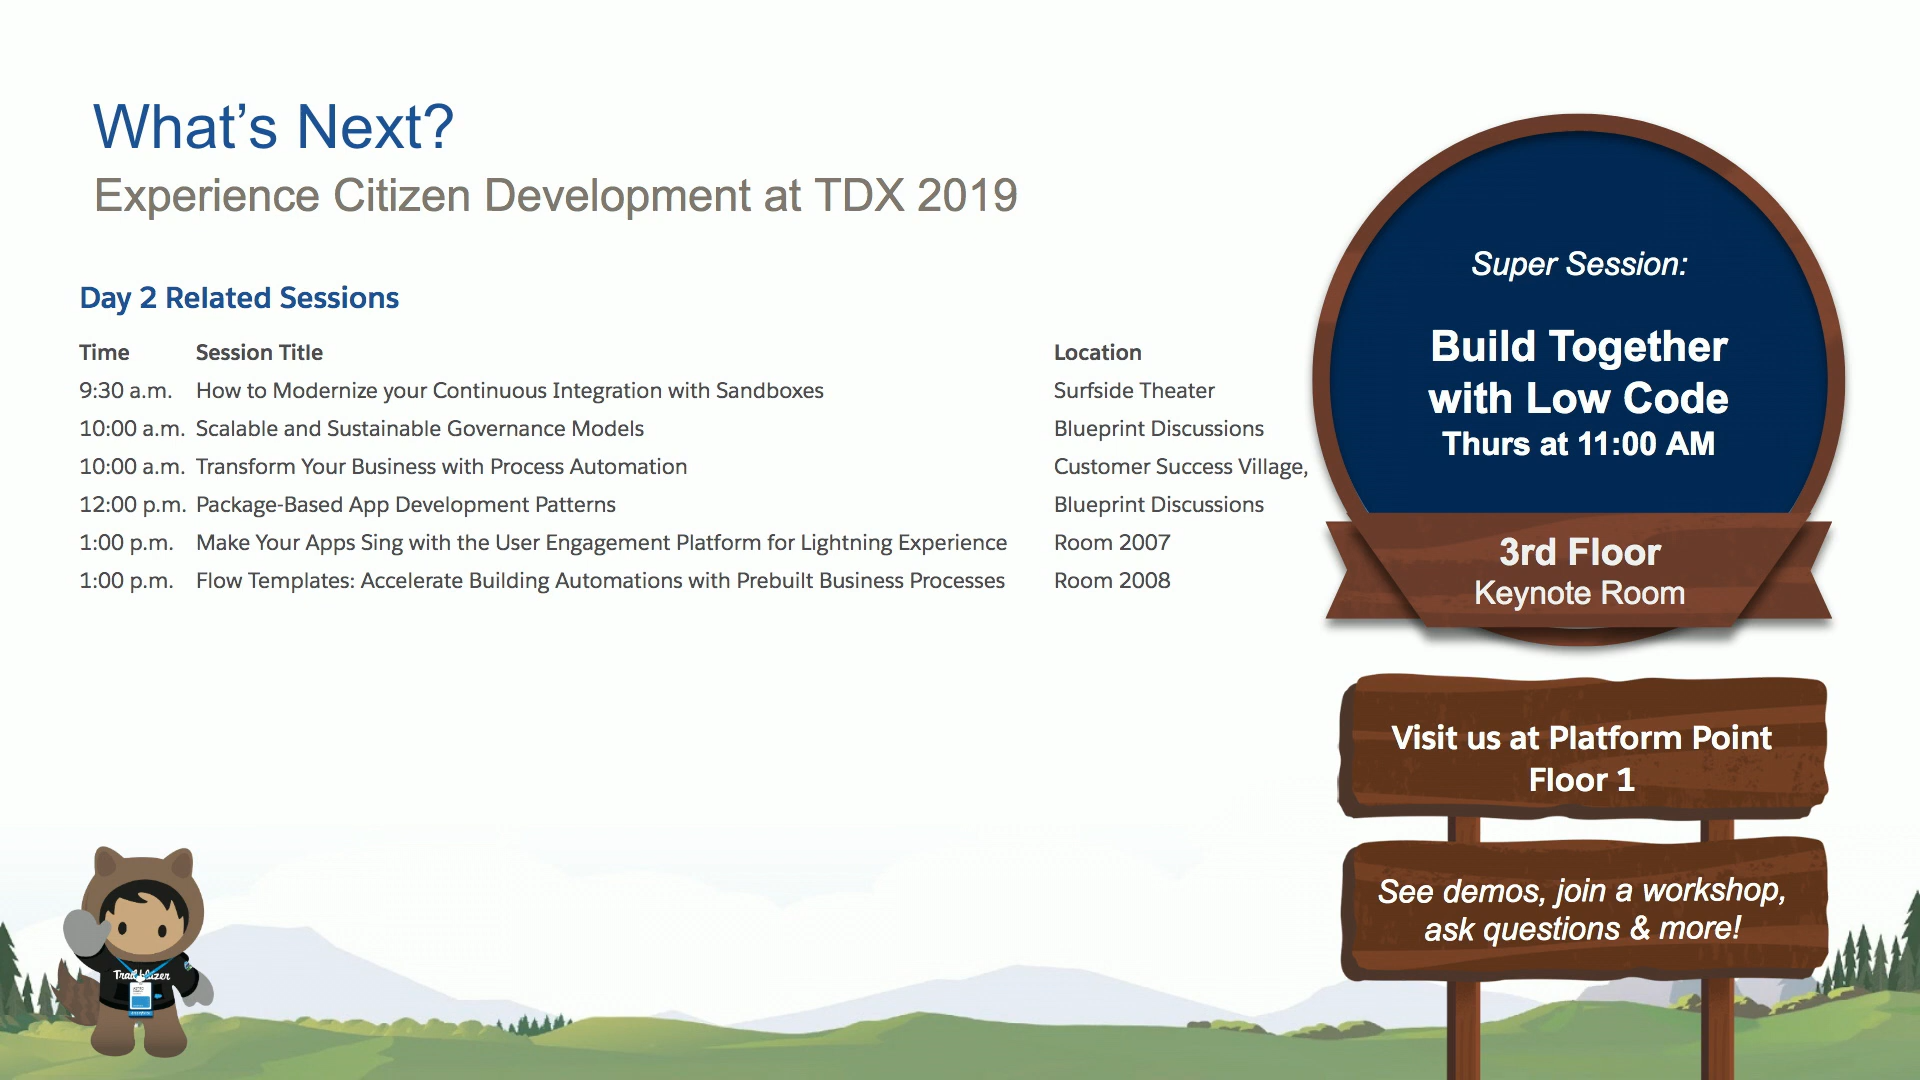 What's Next?
Experience Citizen Development at TDX 2019
Day 2 Related Sessions
Time Session Title Location
9:30 a.m. How to Modernize your Continuous Integration with Sandboxes Surfside Theater
10:00 a.m. Scalable and Sustainable Governance Models Blueprint Discussions
10:00 a.m. Transform Your Business with Process Automation Customer Success Village,
12:00 p.m. Package-Based App Development Patterns Blueprint Discussions
1:00 p.m. Make Your Apps Sing with the User Engagement Platform for Lightning Experience Room 2007
1:00 p.m. Flow Templates: Accelerate Building Automations with Prebuilt Business Processes Room 2008
Super Session:
Build Together
with Low Code
Thurs at 11:00 AM
3rd Floor
Keynote Room
Visit us at Platform Point
Floor 1
See demos, join a workshop,
ask questions & more!
Trailblazer